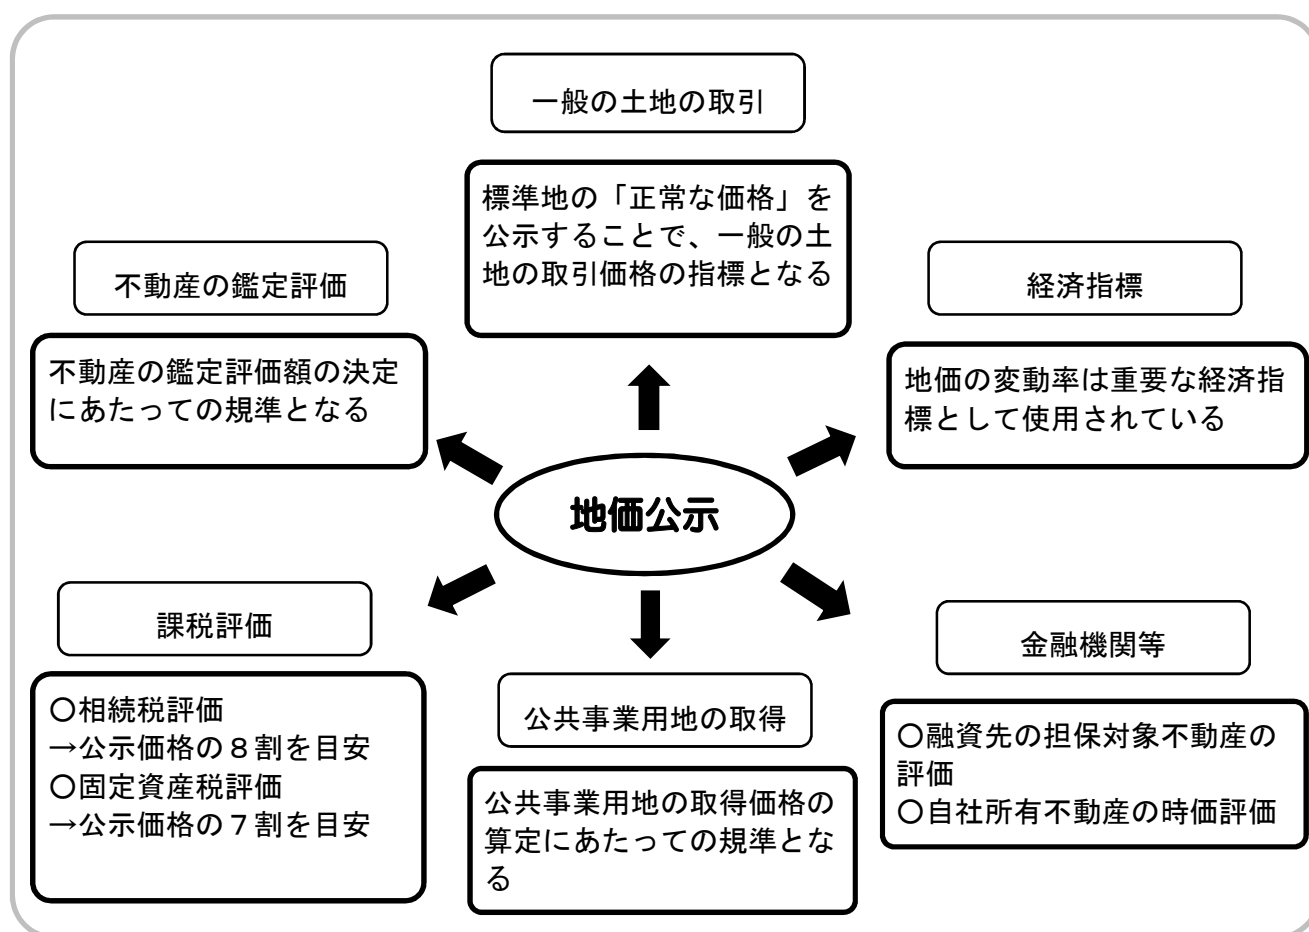 一般の土地の取引
標準地の「正常な価格」を
公示することで、一般の土
地の取引価格の指標となる
不動産の鑑定評価
不動産の鑑定評価額の決定
にあたっての規準となる
経済指標
地価の変動率は重要な経済指
標として使用されている
地価公示
課税評価
〇相続税評価
→公示価格の８割を目安
〇固定資産税評価
→公示価格の７割を目安
公共事業用地の取得
公共事業用地の取得価格の
算定にあたっての規準とな
る
金融機関等
〇融資先の担保対象不動産の
評価
〇自社所有不動産の時価評価